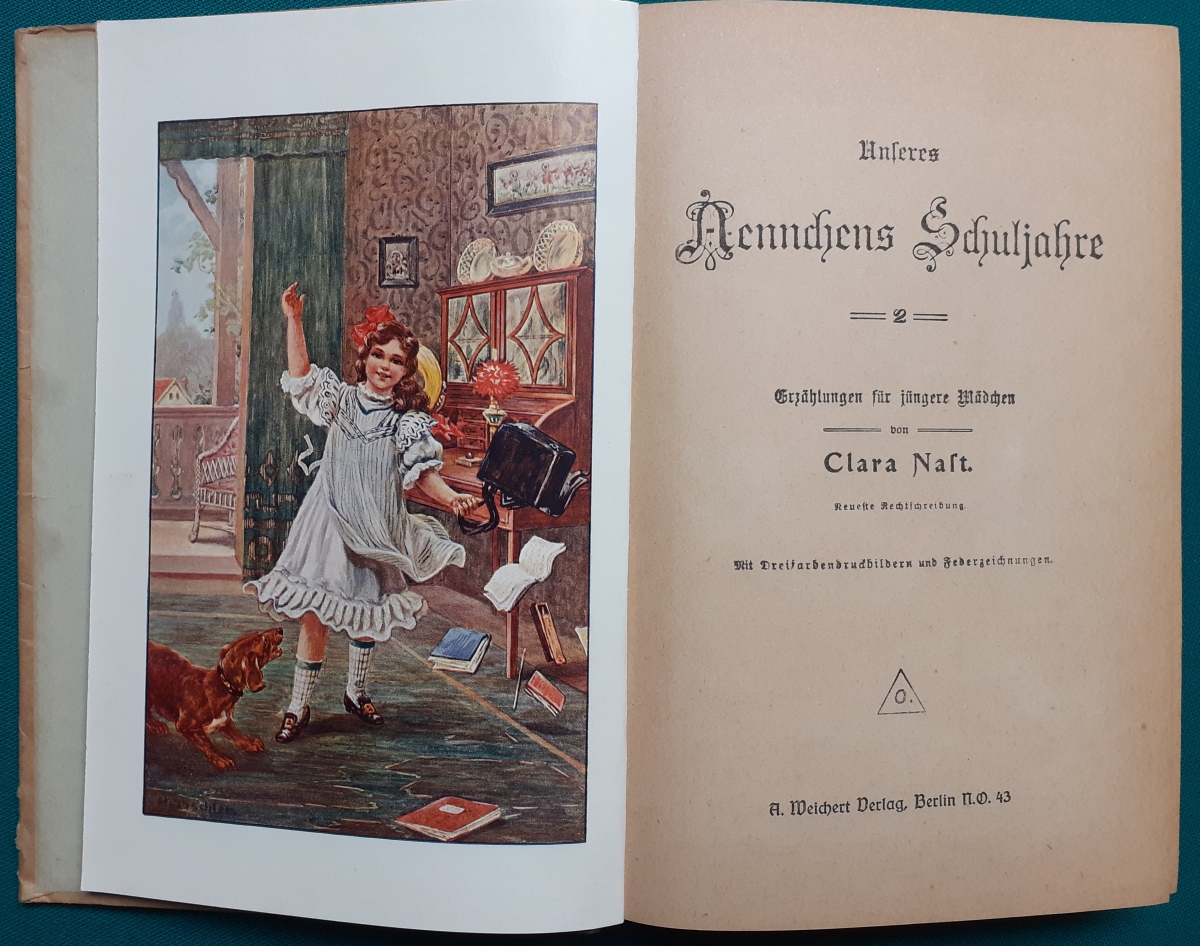 Unſeres
Aennchens Schuljahre
2
Erzählungen für jüngere Mädchen
von
Clara Naſt.
Neueſte Rechtſchreibung.
Mit Dreifarbendruckbildern und Federzeichnungen.
O.
A. Weichert Verlag, Berlin N.O. 43